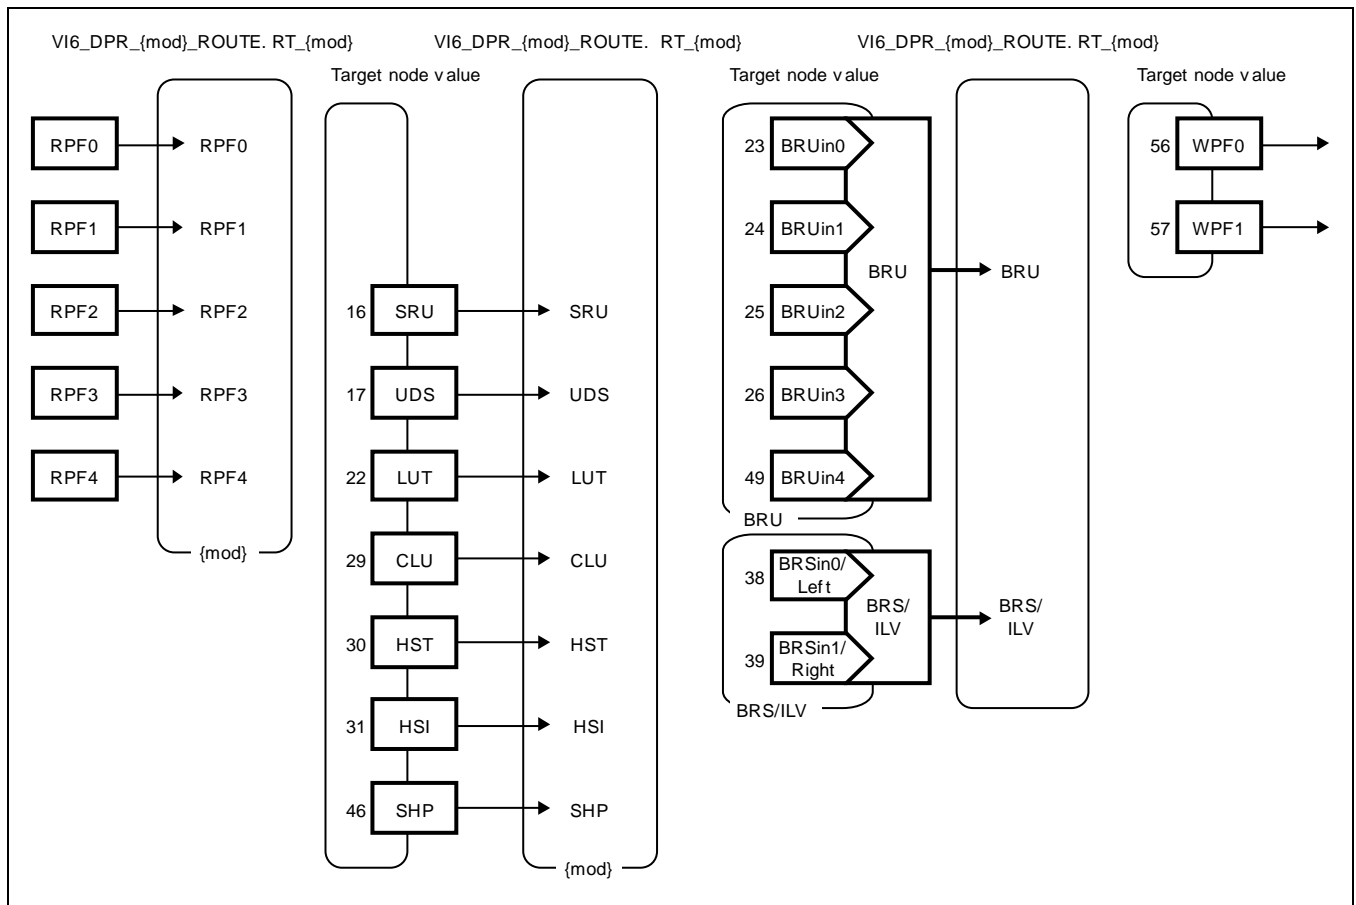 VI6_DPR_{mod}_ROUTE. RT_{mod}
VI6_DPR_{mod}_ROUTE. RT_{mod}
VI6_DPR_{mod}_ROUTE. RT_{mod}
Target node value
Target node value
Target node value
RPF0
RPF0
RPF1
RPF1
RPF2
RPF2
RPF3
RPF3
RPF4
RPF4
{mod}
16
SRU
SRU
17
UDS
UDS
22
LUT
LUT
29
CLU
CLU
30
HST
HST
31
HSI
HSI
46
SHP
SHP
{mod}
23
BRUin0
24
BRUin1
25
BRUin2
26
BRUin3
49
BRUin4
BRU
BRU
BRU
38
BRSin0/
Left
39
BRSin1/
Right
BRS/
ILV
BRS/
ILV
BRS/ILV
56
WPF0
57
WPF1